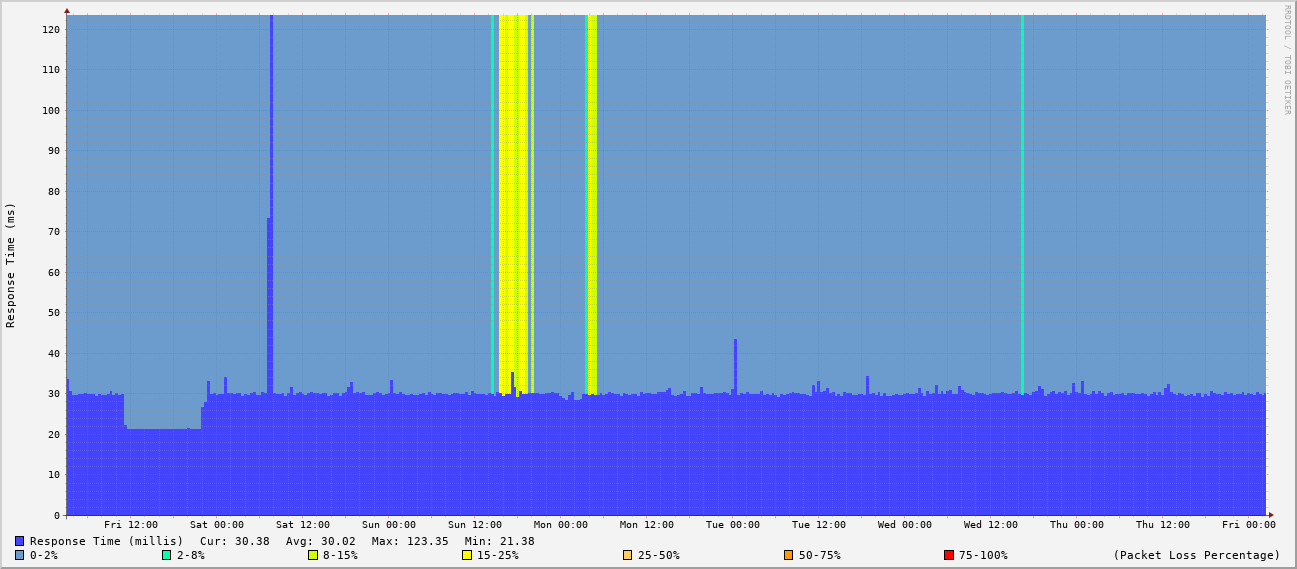 RRDTOOL / TOBI OETIKER
Response Time (ms)
120
110
100
90
80
70
60
50
40
30
20
10
0
Fri 12:00 Sat 00:00 Sat 12:00 Sun 00:00 Sun 12:00 Mon 00:00 Mon 12:00 Tue 00:00 Tue 12:00 Wed 00:00 Wed 12:00 Thu 00:00 Thu 12:00 Fri 00:00
Response Time (millis) Cur: 30.38 Avg: 30.02 Max: 123.35 Min: 21.38
0-2% 2-8% 8-15% 15-25% 25-50% 50-75% 75-100% (Packet Loss Percentage)